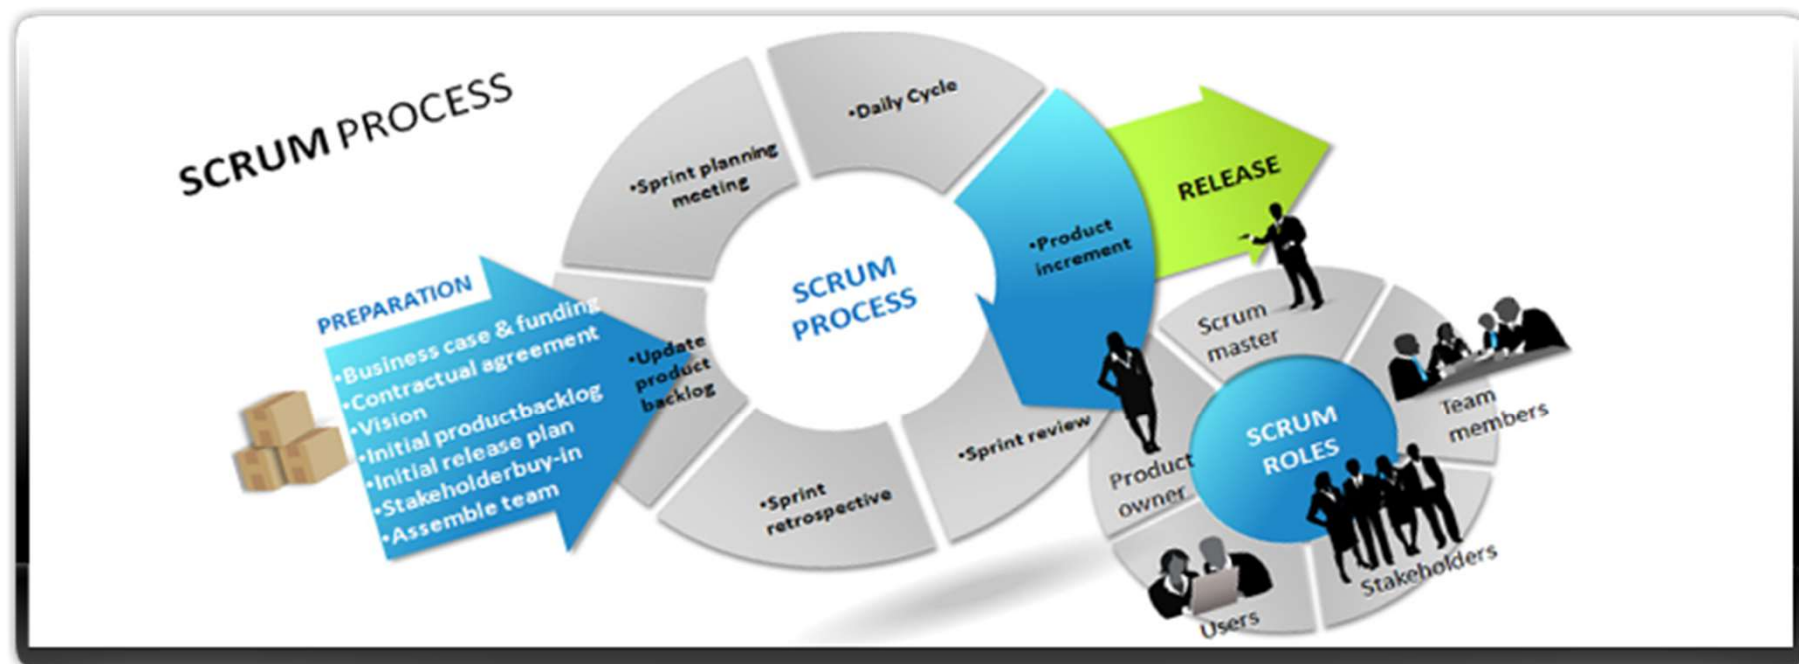 SCRUM PROCESS
PREPARATION
•Business case & funding
•Contractual agreement
•Vision
•Initial productbacklog
•Initial release plan
•Stakeholderbuy-in
•Assemble team
•Update
product
backlog
•Sprint planning
meeting
•Daily Cycle
•Product
increment
•Sprint review
•Sprint
retrospective
SCRUM
PROCESS
RELEASE
Scrum
master
Team
members
Stakeholders
Users
Product
owner
SCRUM
ROLES